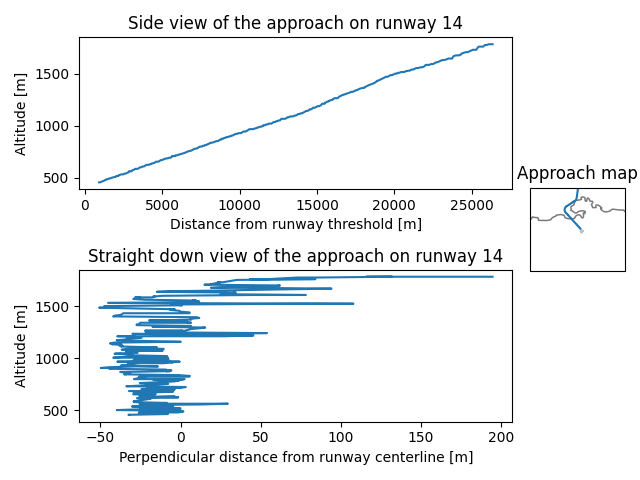 Side view of the approach on runway 14
Altitude [m]
1500
1000
500
0
5000
10000
15000
20000
25000
Distance from runway threshold [m]
Approach map
Straight down view of the approach on runway 14
Altitude [m]
1500
1000
500
−50
0
50
100
150
200
Perpendicular distance from runway centerline [m]